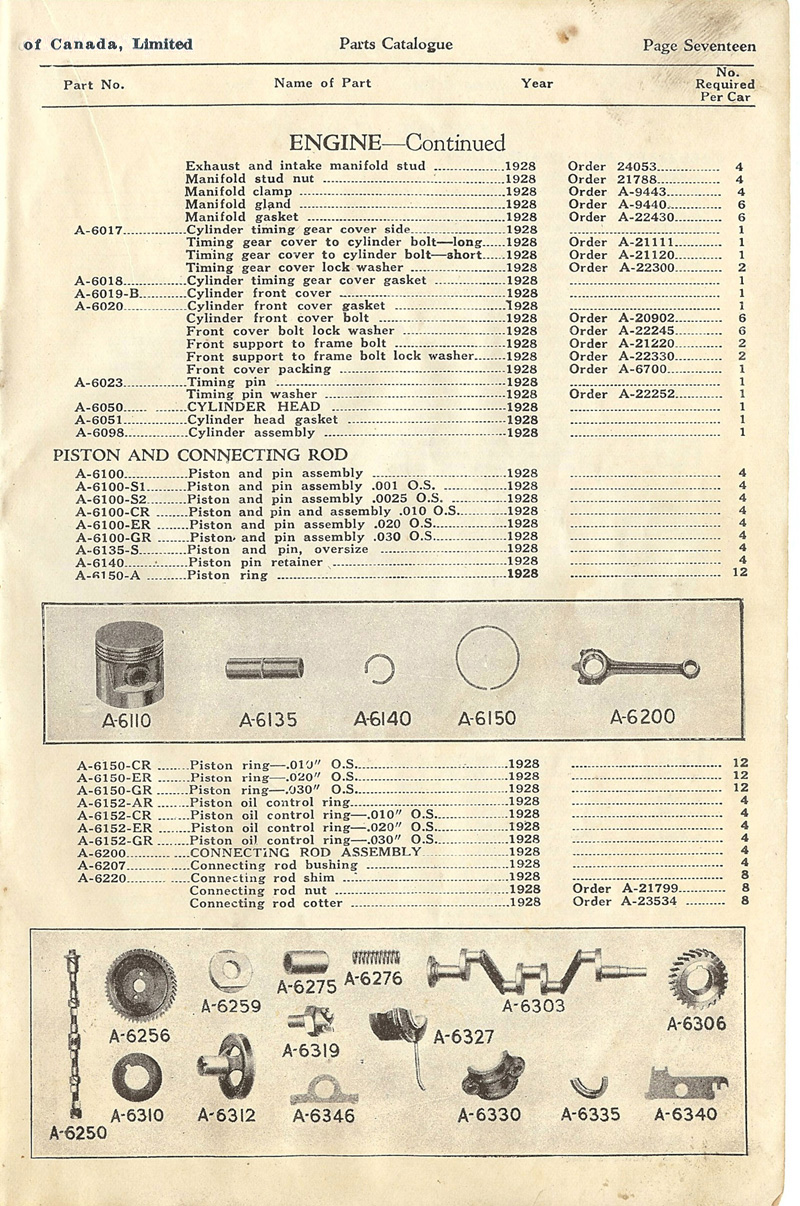 of Canada, Limited Parts Catalogue Page Seventeen
Part No. Name of Part Year No. Required Per Car
ENGINE—Continued
Exhaust and intake manifold stud 1928 Order 24053 4
Manifold stud nut 1928 Order 21788 4
Manifold clamp 1928 Order A-9443 4
Manifold gland 1928 Order A-9440 6
Manifold gasket 1928 Order A-22430 6
A-6017 Cylinder timing gear cover side 1928 1
Timing gear cover to cylinder bolt—long 1928 Order A-21111 1
Timing gear cover to cylinder bolt—short 1928 Order A-21120 1
Timing gear cover lock washer 1928 Order A-22300 2
A-6018 Cylinder timing gear cover gasket 1928 1
A-6019-B Cylinder front cover 1928 1
A-6020 Cylinder front cover gasket 1928 1
Cylinder front cover bolt 1928 Order A-20902 6
Front cover bolt lock washer 1928 Order A-22245 6
Front support to frame bolt 1928 Order A-21220 2
Front support to frame bolt lock washer 1928 Order A-22330 2
Front cover packing 1928 Order A-6700 1
A-6023 Timing pin 1928 1
Timing pin washer 1928 Order A-22252 1
A-6050 CYLINDER HEAD 1928 1
A-6051 Cylinder head gasket 1928 1
A-6098 Cylinder assembly 1928 1
PISTON AND CONNECTING ROD
A-6100 Piston and pin assembly 1928 4
A-6100-S1 Piston and pin assembly .001 O.S. 1928 4
A-6100-S2 Piston and pin assembly .0025 O.S. 1928 4
A-6100-CR Piston and pin and assembly .010 O.S. 1928 4
A-6100-ER Piston and pin assembly .020 O.S. 1928 4
A-6100-GR Piston and pin assembly .030 O.S. 1928 4
A-6135-S Piston and pin, oversize 1928 4
A-6140 Piston pin retainer 1928 4
A-6150-A Piston ring 1928 12
A-6110 A-6135 A-6140 A-6150 A-6200
A-6150-CR Piston ring—.010" O.S. 1928 12
A-6150-ER Piston ring—.020" O.S. 1928 12
A-6150-GR Piston ring—.030" O.S. 1928 12
A-6152-AR Piston oil control ring 1928 4
A-6152-CR Piston oil control ring—.010" O.S. 1928 4
A-6152-ER Piston oil control ring—.020" O.S. 1928 4
A-6152-GR Piston oil control ring—.030" O.S. 1928 4
A-6200 CONNECTING ROD ASSEMBLY 1928 4
A-6207 Connecting rod bushing 1928 4
A-6220 Connecting rod shim 1928 8
Connecting rod nut 1928 Order A-21799 8
Connecting rod cotter 1928 Order A-23534 8
A-6256 A-6259 A-6275 A-6276 A-6303 A-6306
A-6319 A-6327
A-6250 A-6310 A-6312 A-6346 A-6330 A-6335 A-6340